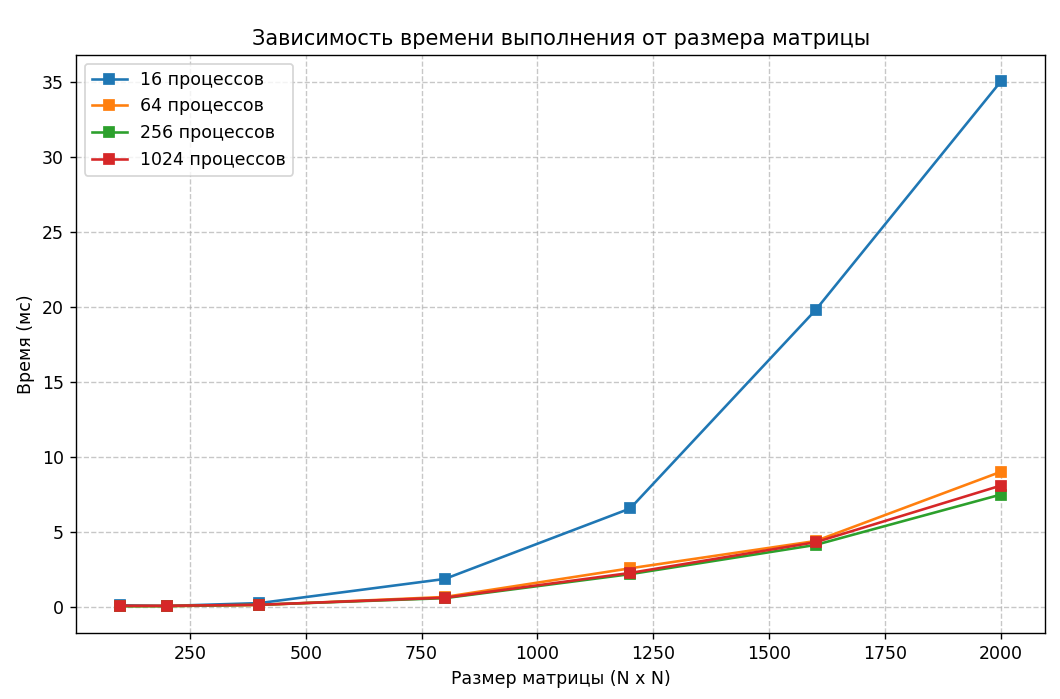 Зависимость времени выполнения от размера матрицы
16 процессов
64 процессов
256 процессов
1024 процессов
Время (мс)
35
30
25
20
15
10
5
0
250 500 750 1000 1250 1500 1750 2000
Размер матрицы (N x N)